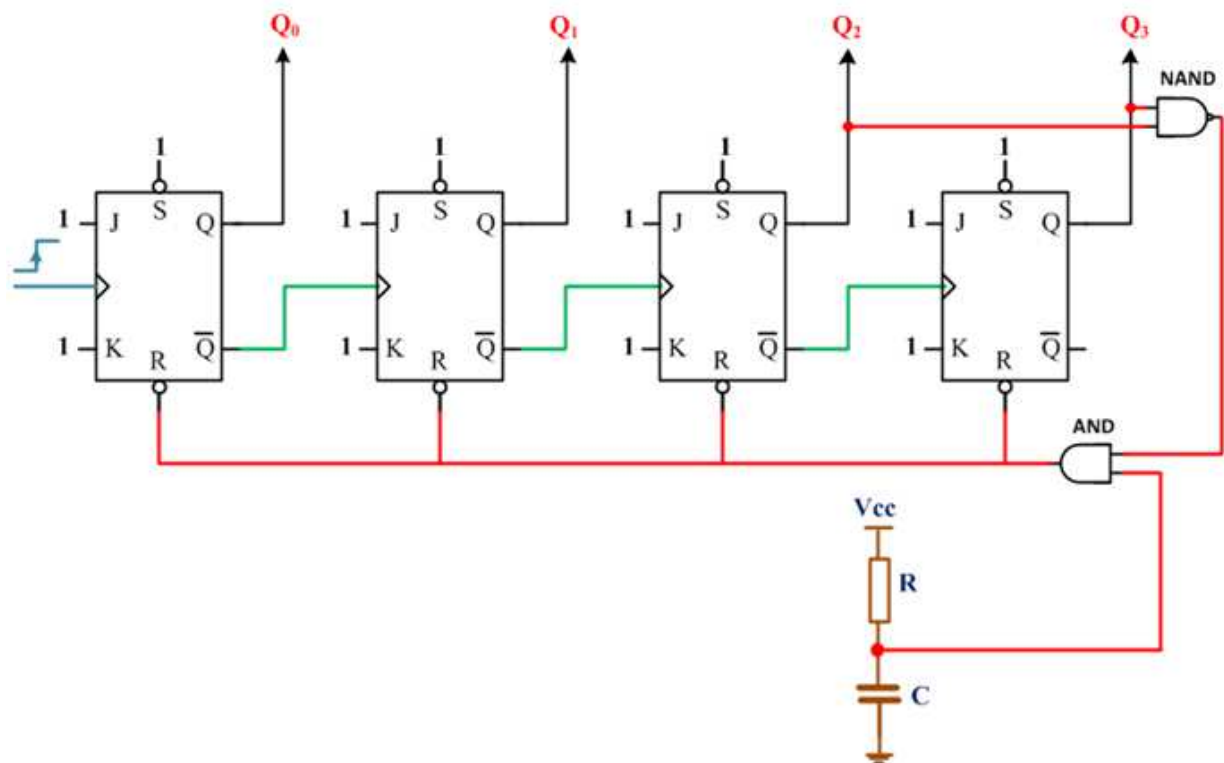 Q₀ Q₁ Q₂ Q₃
NAND
1 1 1 1
S S S S
1 J Q 1 J Q 1 J Q 1 J Q
1 K Q̅ 1 K Q̅ 1 K Q̅ 1 K Q̅
R R R R
AND
Vcc
R
C